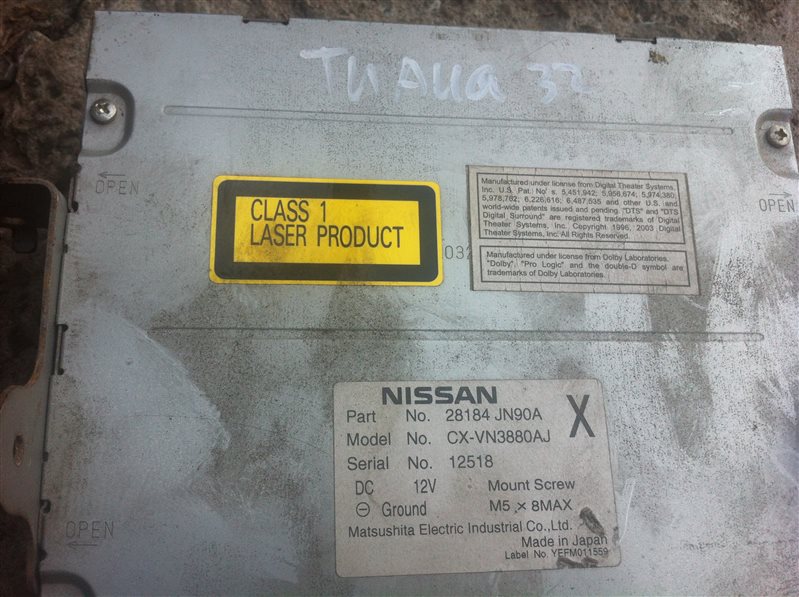 TЦ AЦЦa 32
OPEN
CLASS 1
LASER PRODUCT
032
Manufactured under license from Digital Theater Systems,
Inc. U.S. Pat. No's. 5,451,942; 5,956,674; 5,974,380;
5,978,762; 6,226,616; 6,487,535 and other U.S. and
world-wide patents issued and pending. "DTS" and "DTS
Digital Surround" are registered trademarks of Digital
Theater Systems, Inc. Copyright 1996, 2003 Digital
Theater Systems, Inc. All Rights Reserved.
Manufactured under license from Dolby Laboratories.
"Dolby", "Pro Logic" and the double-D symbol are
trademarks of Dolby Laboratories.
OPEN
NISSAN
Part No. 28184 JN90A X
Model No. CX-VN3880AJ
Serial No. 12518
DC 12V Mount Screw
⊖ Ground M5 × 8MAX
Matsushita Electric Industrial Co.,Ltd.
Made in Japan
Label No. YEFM011559
OPEN